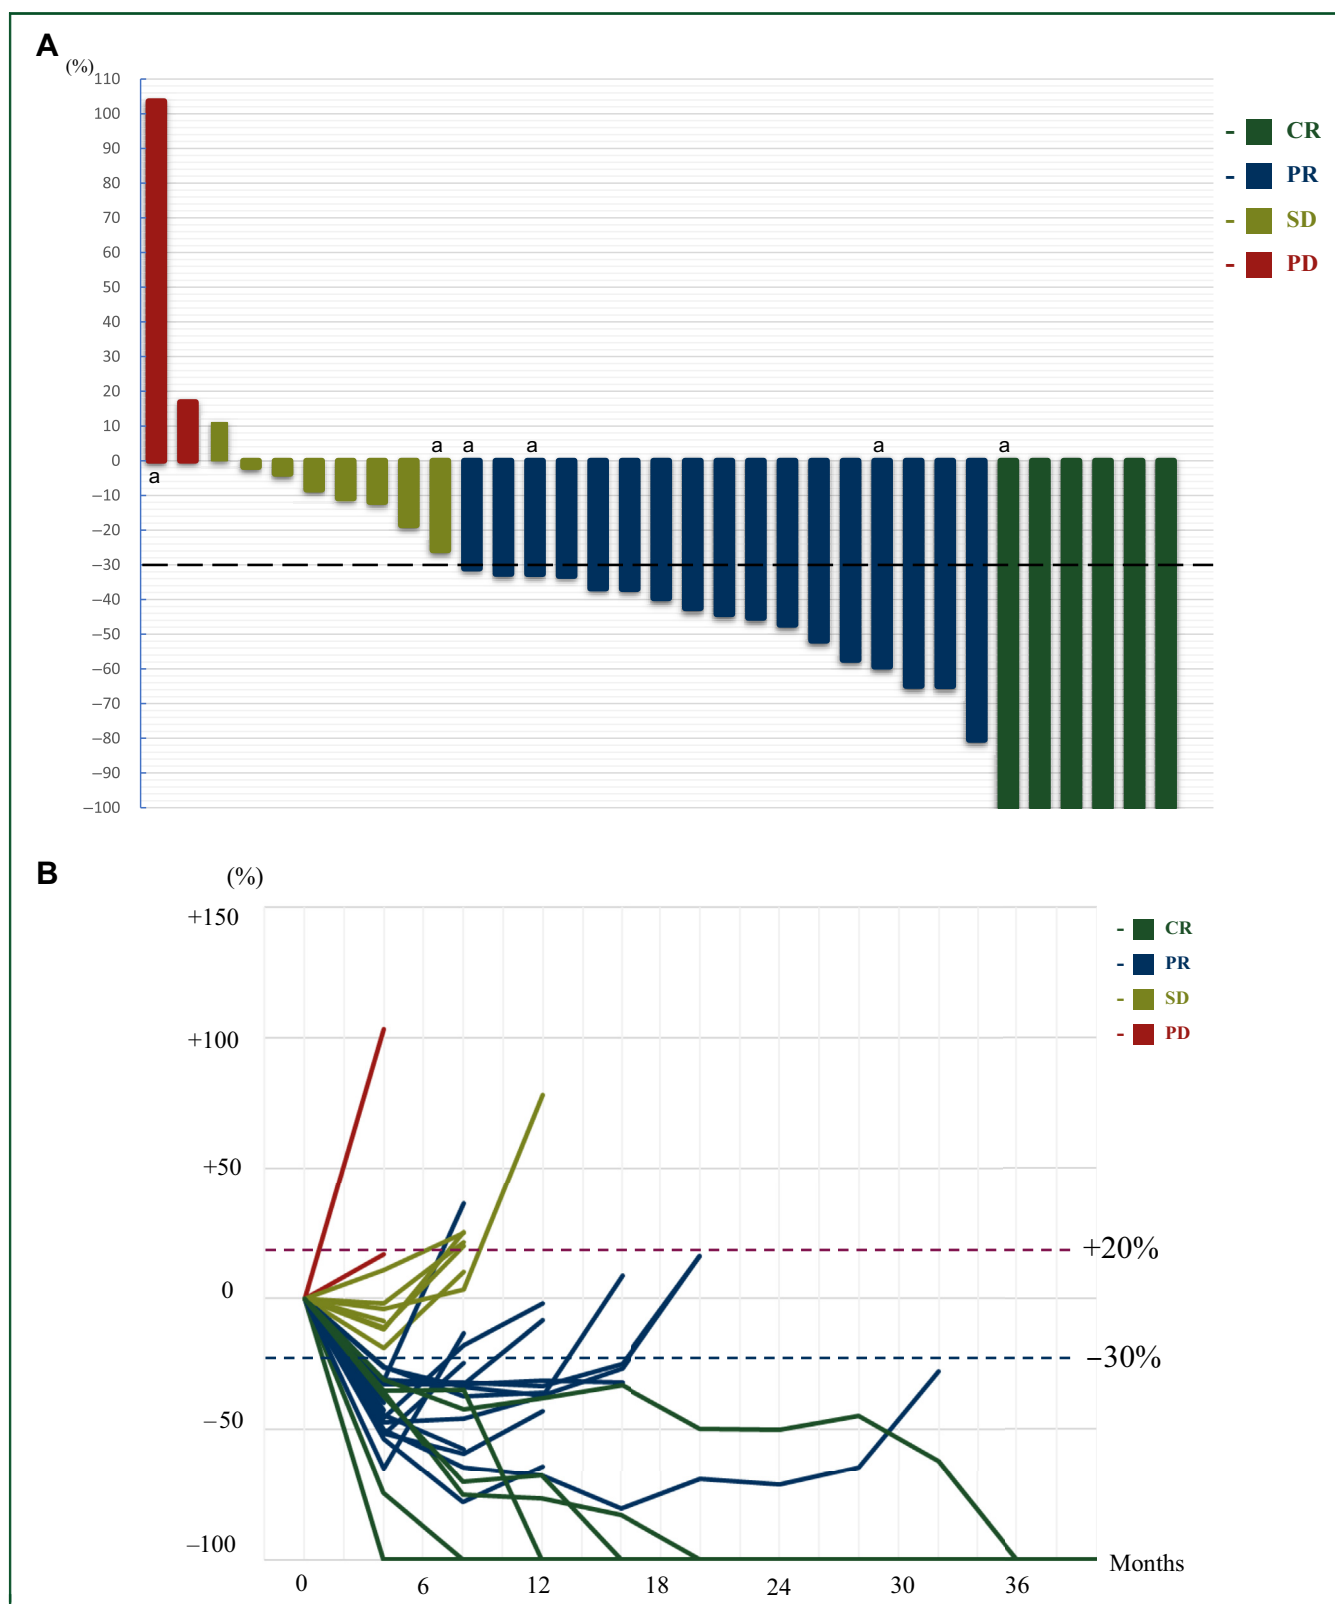 A
(%)
110
100
90
80
70
60
50
40
30
20
10
0
−10
−20
−30
−40
−50
−60
−70
−80
−90
−100
a
a
a
a
a
a
- CR
- PR
- SD
- PD
B
(%)
+150
+100
+50
0
−50
−100
- CR
- PR
- SD
- PD
+20%
−30%
Months
0 6 12 18 24 30 36